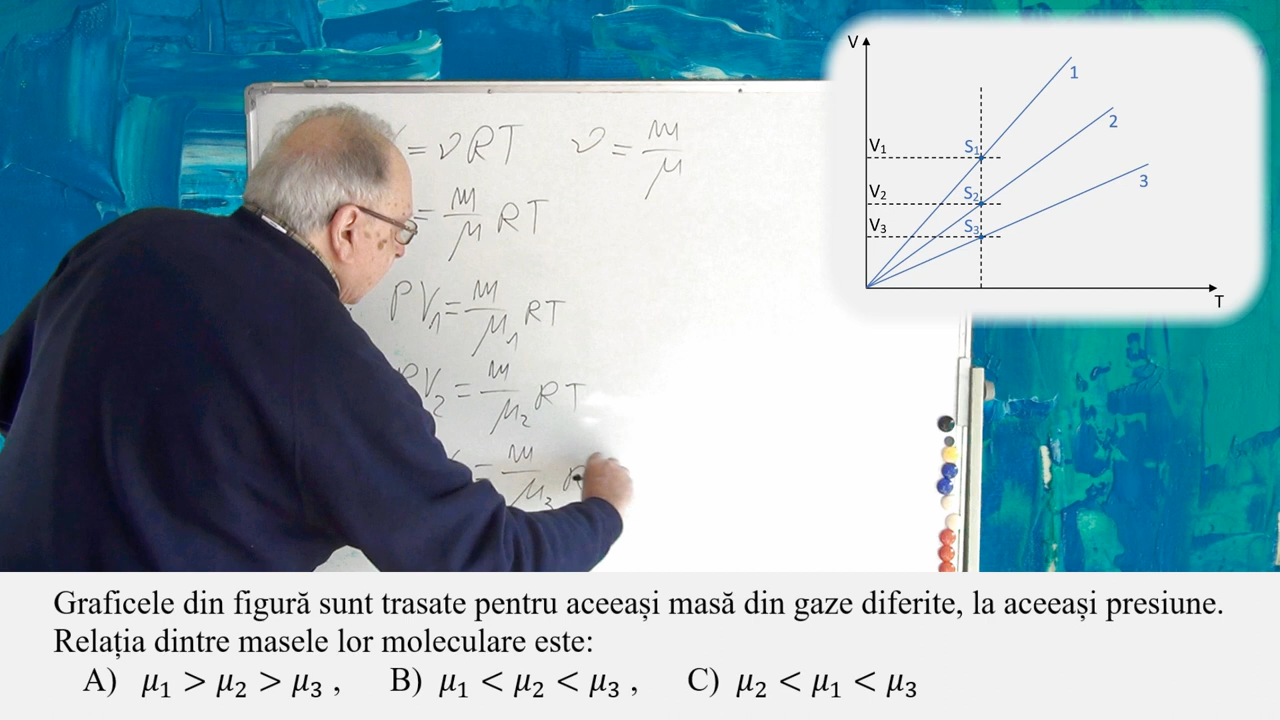 = νRT ν = m/μ
= m/μ RT
PV₁ = m/μ₁ RT
PV₂ = m/μ₂ RT
= m/μ₃ R
V
1
2
V₁
S₁
3
V₂
S₂
V₃
S₃
T
Graficele din figură sunt trasate pentru aceeași masă din gaze diferite, la aceeași presiune.
Relația dintre masele lor moleculare este:
A) μ₁ > μ₂ > μ₃ , B) μ₁ < μ₂ < μ₃ , C) μ₂ < μ₁ < μ₃